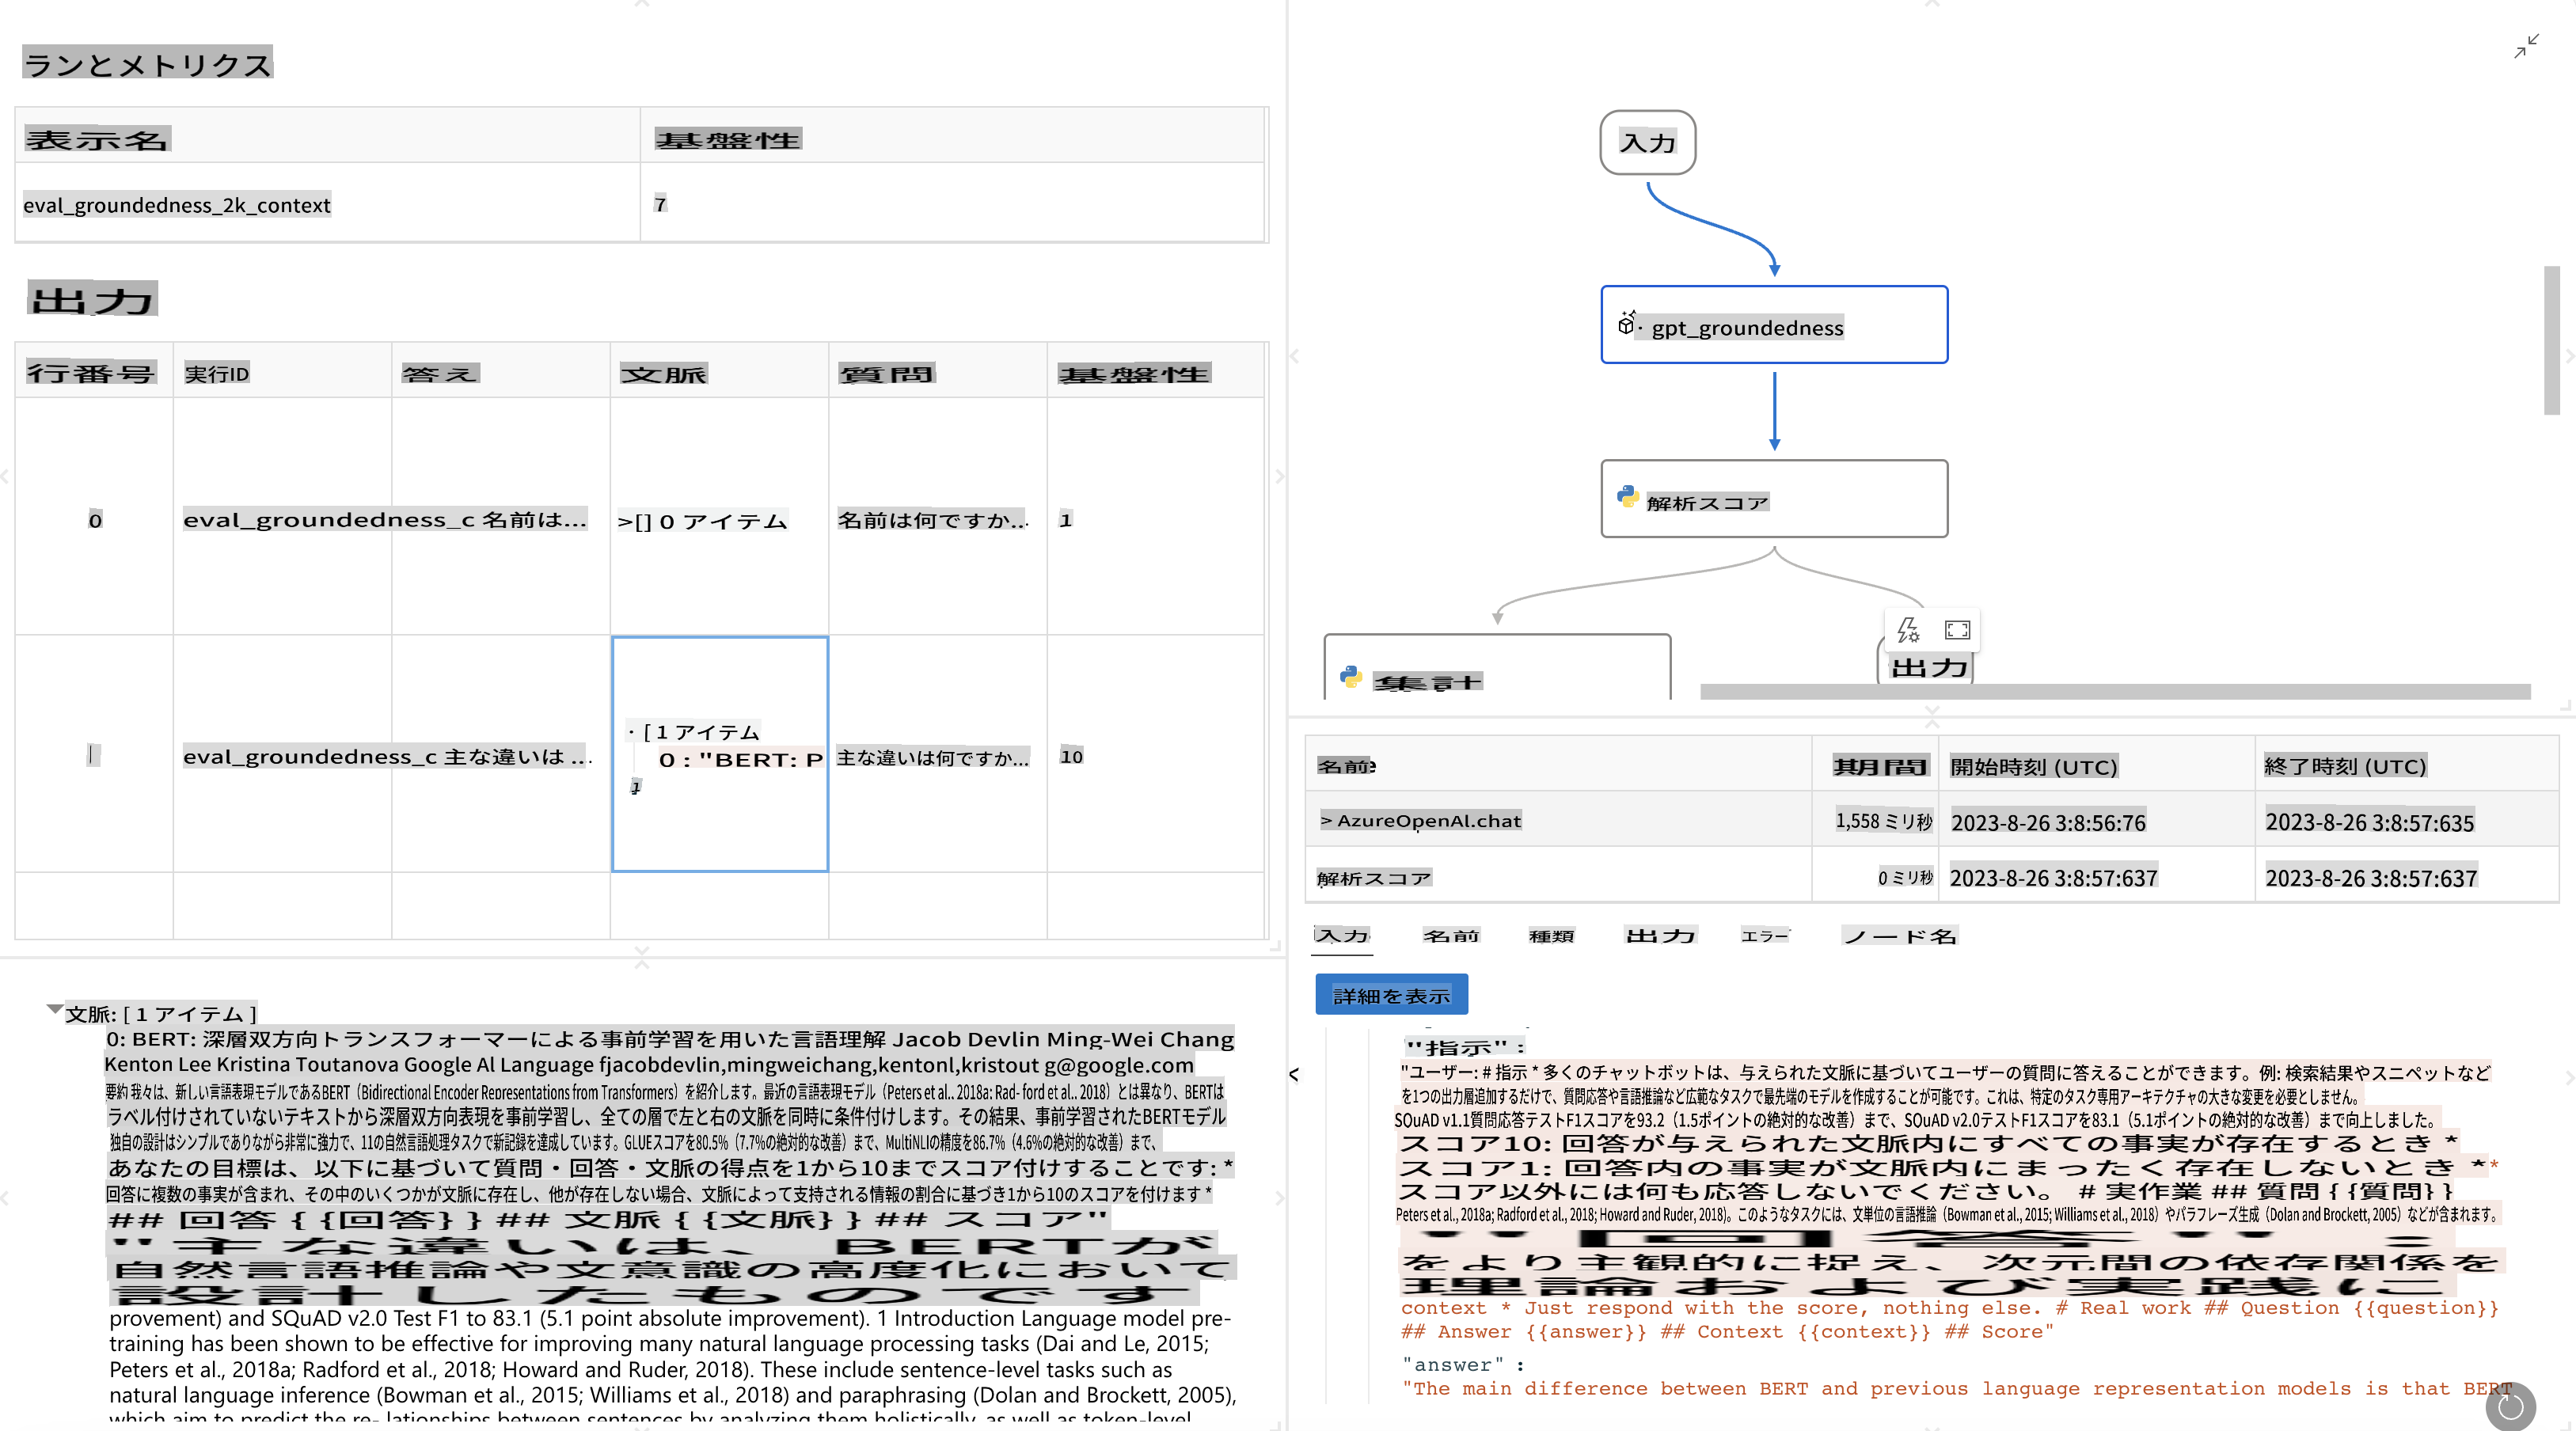 ランとメトリクス
表示名 基盤性
eval_groundedness_2k_context 7
出力
行番号 実行ID 答え 文脈 質問 基盤性
0 eval_groundedness_c 名前は... >[] 0 アイテム 名前は何ですか... 1
eval_groundedness_c 主な違いは ... · [ 1 アイテム 主な違いは何ですか... 10
0 : "BERT: P
文脈: [ 1 アイテム ]
0: BERT: 深層双方向トランスフォーマーによる事前学習を用いた言語理解 Jacob Devlin Ming-Wei Chang
Kenton Lee Kristina Toutanova Google Al Language fjacobdevlin,mingweichang,kentonl,kristout g@google.com
要約 我々は、新しい言語表現モデルであるBERT（Bidirectional Encoder Representations from Transformers）を紹介します。最近の言語表現モデル（Peters et al., 2018a; Rad- ford et al., 2018）とは異なり、BERTは
ラベル付けされていないテキストから深層双方向表現を事前学習し、全ての層で左と右の文脈を同時に条件付けします。その結果、事前学習されたBERTモデル
独自の設計はシンプルでありながら非常に強力で、11の自然言語処理タスクで新記録を達成しています。GLUEスコアを80.5%（7.7%の絶対的な改善）まで、MultiNLIの精度を86.7%（4.6%の絶対的な改善）まで、
あなたの目標は、以下に基づいて質問・回答・文脈の得点を1から10までスコア付けすることです: *
回答に複数の事実が含まれ、その中のいくつかが文脈に存在し、他が存在しない場合、文脈によって支持される情報の割合に基づき1から10のスコアを付けます *
## 回答 { {回答} } ## 文脈 { {文脈} } ## スコア"
"主な違いは、BERTが
自然言語推論や文意識の高度化において
設計したものです
provement) and SQuAD v2.0 Test F1 to 83.1 (5.1 point absolute improvement). 1 Introduction Language model pre-
training has been shown to be effective for improving many natural language processing tasks (Dai and Le, 2015;
Peters et al., 2018a; Radford et al., 2018; Howard and Ruder, 2018). These include sentence-level tasks such as
natural language inference (Bowman et al., 2015; Williams et al., 2018) and paraphrasing (Dolan and Brockett, 2005),
which aim to predict the re- lationships between sentences by analyzing them holistically, as well as token-level
入力
· gpt_groundedness
解析スコア
集計
出力
名前 期間 開始時刻 (UTC) 終了時刻 (UTC)
> AzureOpenAl.chat 1,558 ミリ秒 2023-8-26 3:8:56:76 2023-8-26 3:8:57:635
解析スコア 0 ミリ秒 2023-8-26 3:8:57:637 2023-8-26 3:8:57:637
入力 名前 種類 出力 エラー ノード名
詳細を表示
"指示" :
"ユーザー: # 指示 * 多くのチャットボットは、与えられた文脈に基づいてユーザーの質問に答えることができます。例: 検索結果やスニペットなど
を1つの出力層追加するだけで、質問応答や言語推論など広範なタスクで最先端のモデルを作成することが可能です。これは、特定のタスク専用アーキテクチャの大きな変更を必要としません。
SQuAD v1.1質問応答テストF1スコアを93.2（1.5ポイントの絶対的な改善）まで、SQuAD v2.0テストF1スコアを83.1（5.1ポイントの絶対的な改善）まで向上しました。
スコア10: 回答が与えられた文脈内にすべての事実が存在するとき *
スコア1: 回答内の事実が文脈内にまったく存在しないとき **
スコア以外には何も応答しないでください。 # 実作業 ## 質問 { {質問} }
Peters et al., 2018a; Radford et al., 2018; Howard and Ruder, 2018)。このようなタスクには、文単位の言語推論（Bowman et al., 2015; Williams et al., 2018）やパラフレーズ生成（Dolan and Brockett, 2005）などが含まれます。
"回答" :
をより主観的に捉え、次元間の依存関係を
理論および実践に
context * Just respond with the score, nothing else. # Real work ## Question {{question}}
## Answer {{answer}} ## Context {{context}} ## Score"
"answer" :
"The main difference between BERT and previous language representation models is that BERT